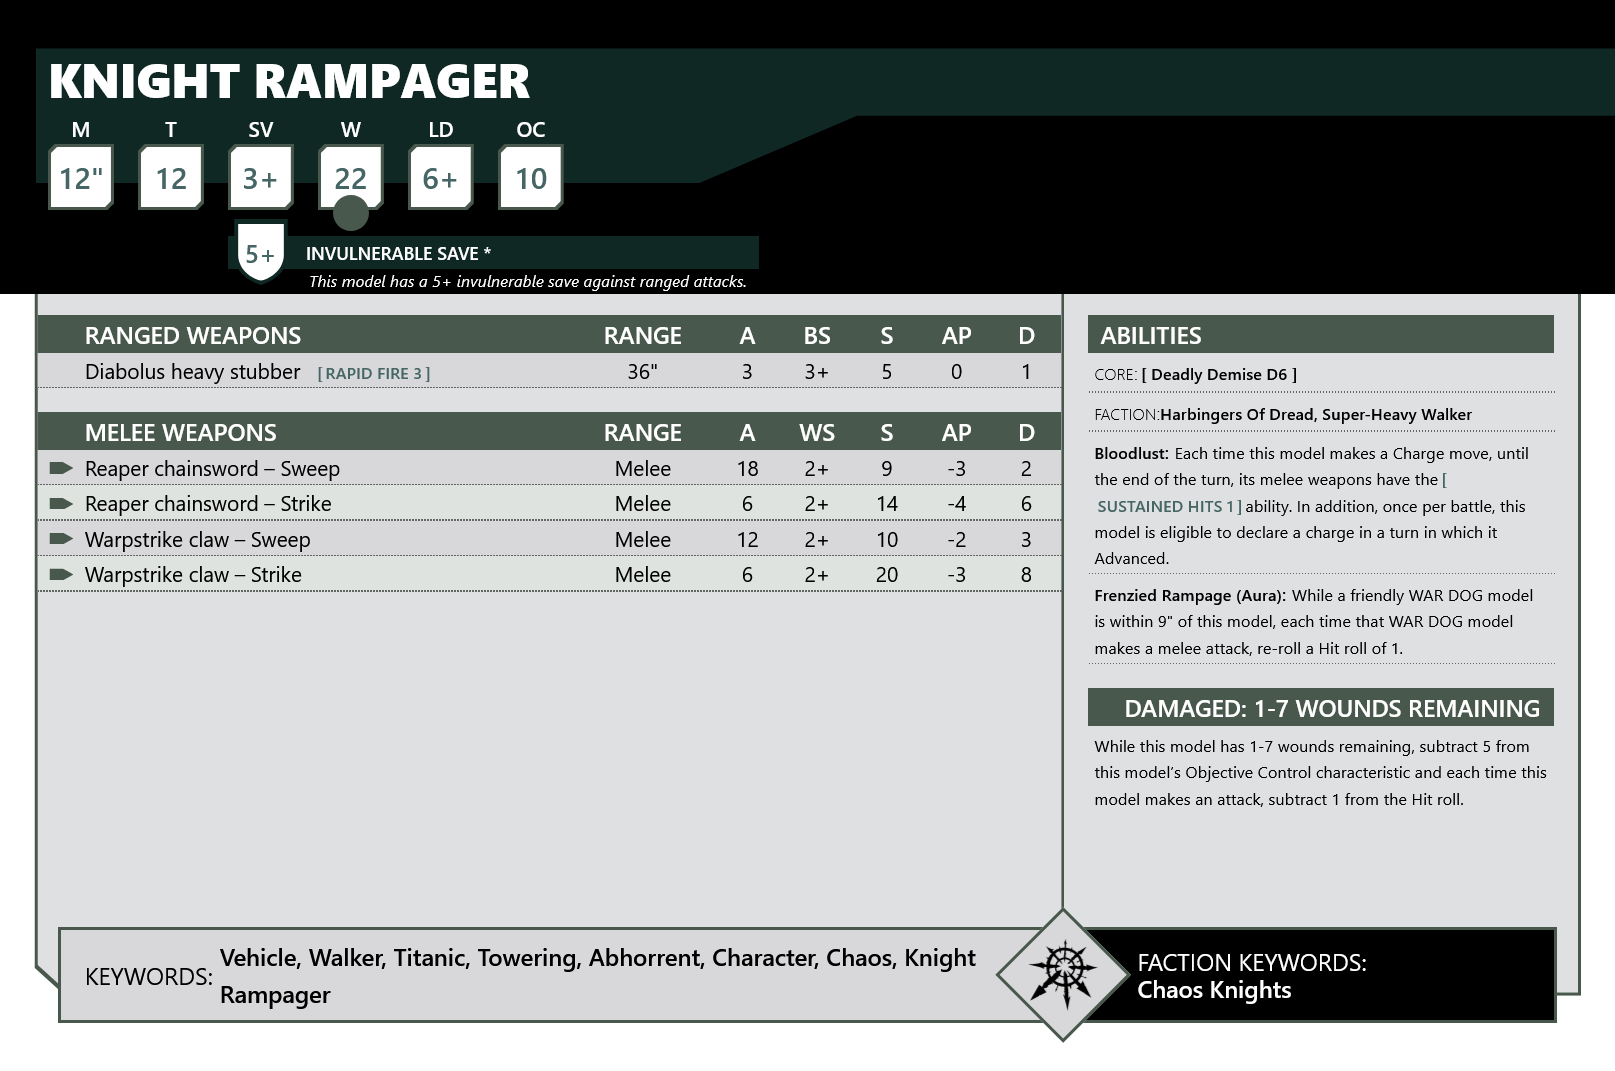 KNIGHT RAMPAGER
M T SV W LD OC
12" 12 3+ 22 6+ 10
5+ INVULNERABLE SAVE *
This model has a 5+ invulnerable save against ranged attacks.
RANGED WEAPONS RANGE A BS S AP D
Diabolus heavy stubber [ RAPID FIRE 3 ] 36" 3 3+ 5 0 1
MELEE WEAPONS RANGE A WS S AP D
Reaper chainsword – Sweep Melee 18 2+ 9 -3 2
Reaper chainsword – Strike Melee 6 2+ 14 -4 6
Warpstrike claw – Sweep Melee 12 2+ 10 -2 3
Warpstrike claw – Strike Melee 6 2+ 20 -3 8
ABILITIES
CORE: [ Deadly Demise D6 ]
FACTION:Harbingers Of Dread, Super-Heavy Walker
Bloodlust: Each time this model makes a Charge move, until
the end of the turn, its melee weapons have the [
SUSTAINED HITS 1 ] ability. In addition, once per battle, this
model is eligible to declare a charge in a turn in which it
Advanced.
Frenzied Rampage (Aura): While a friendly WAR DOG model
is within 9" of this model, each time that WAR DOG model
makes a melee attack, re-roll a Hit roll of 1.
DAMAGED: 1-7 WOUNDS REMAINING
While this model has 1-7 wounds remaining, subtract 5 from
this model’s Objective Control characteristic and each time this
model makes an attack, subtract 1 from the Hit roll.
KEYWORDS: Vehicle, Walker, Titanic, Towering, Abhorrent, Character, Chaos, Knight
Rampager
FACTION KEYWORDS:
Chaos Knights